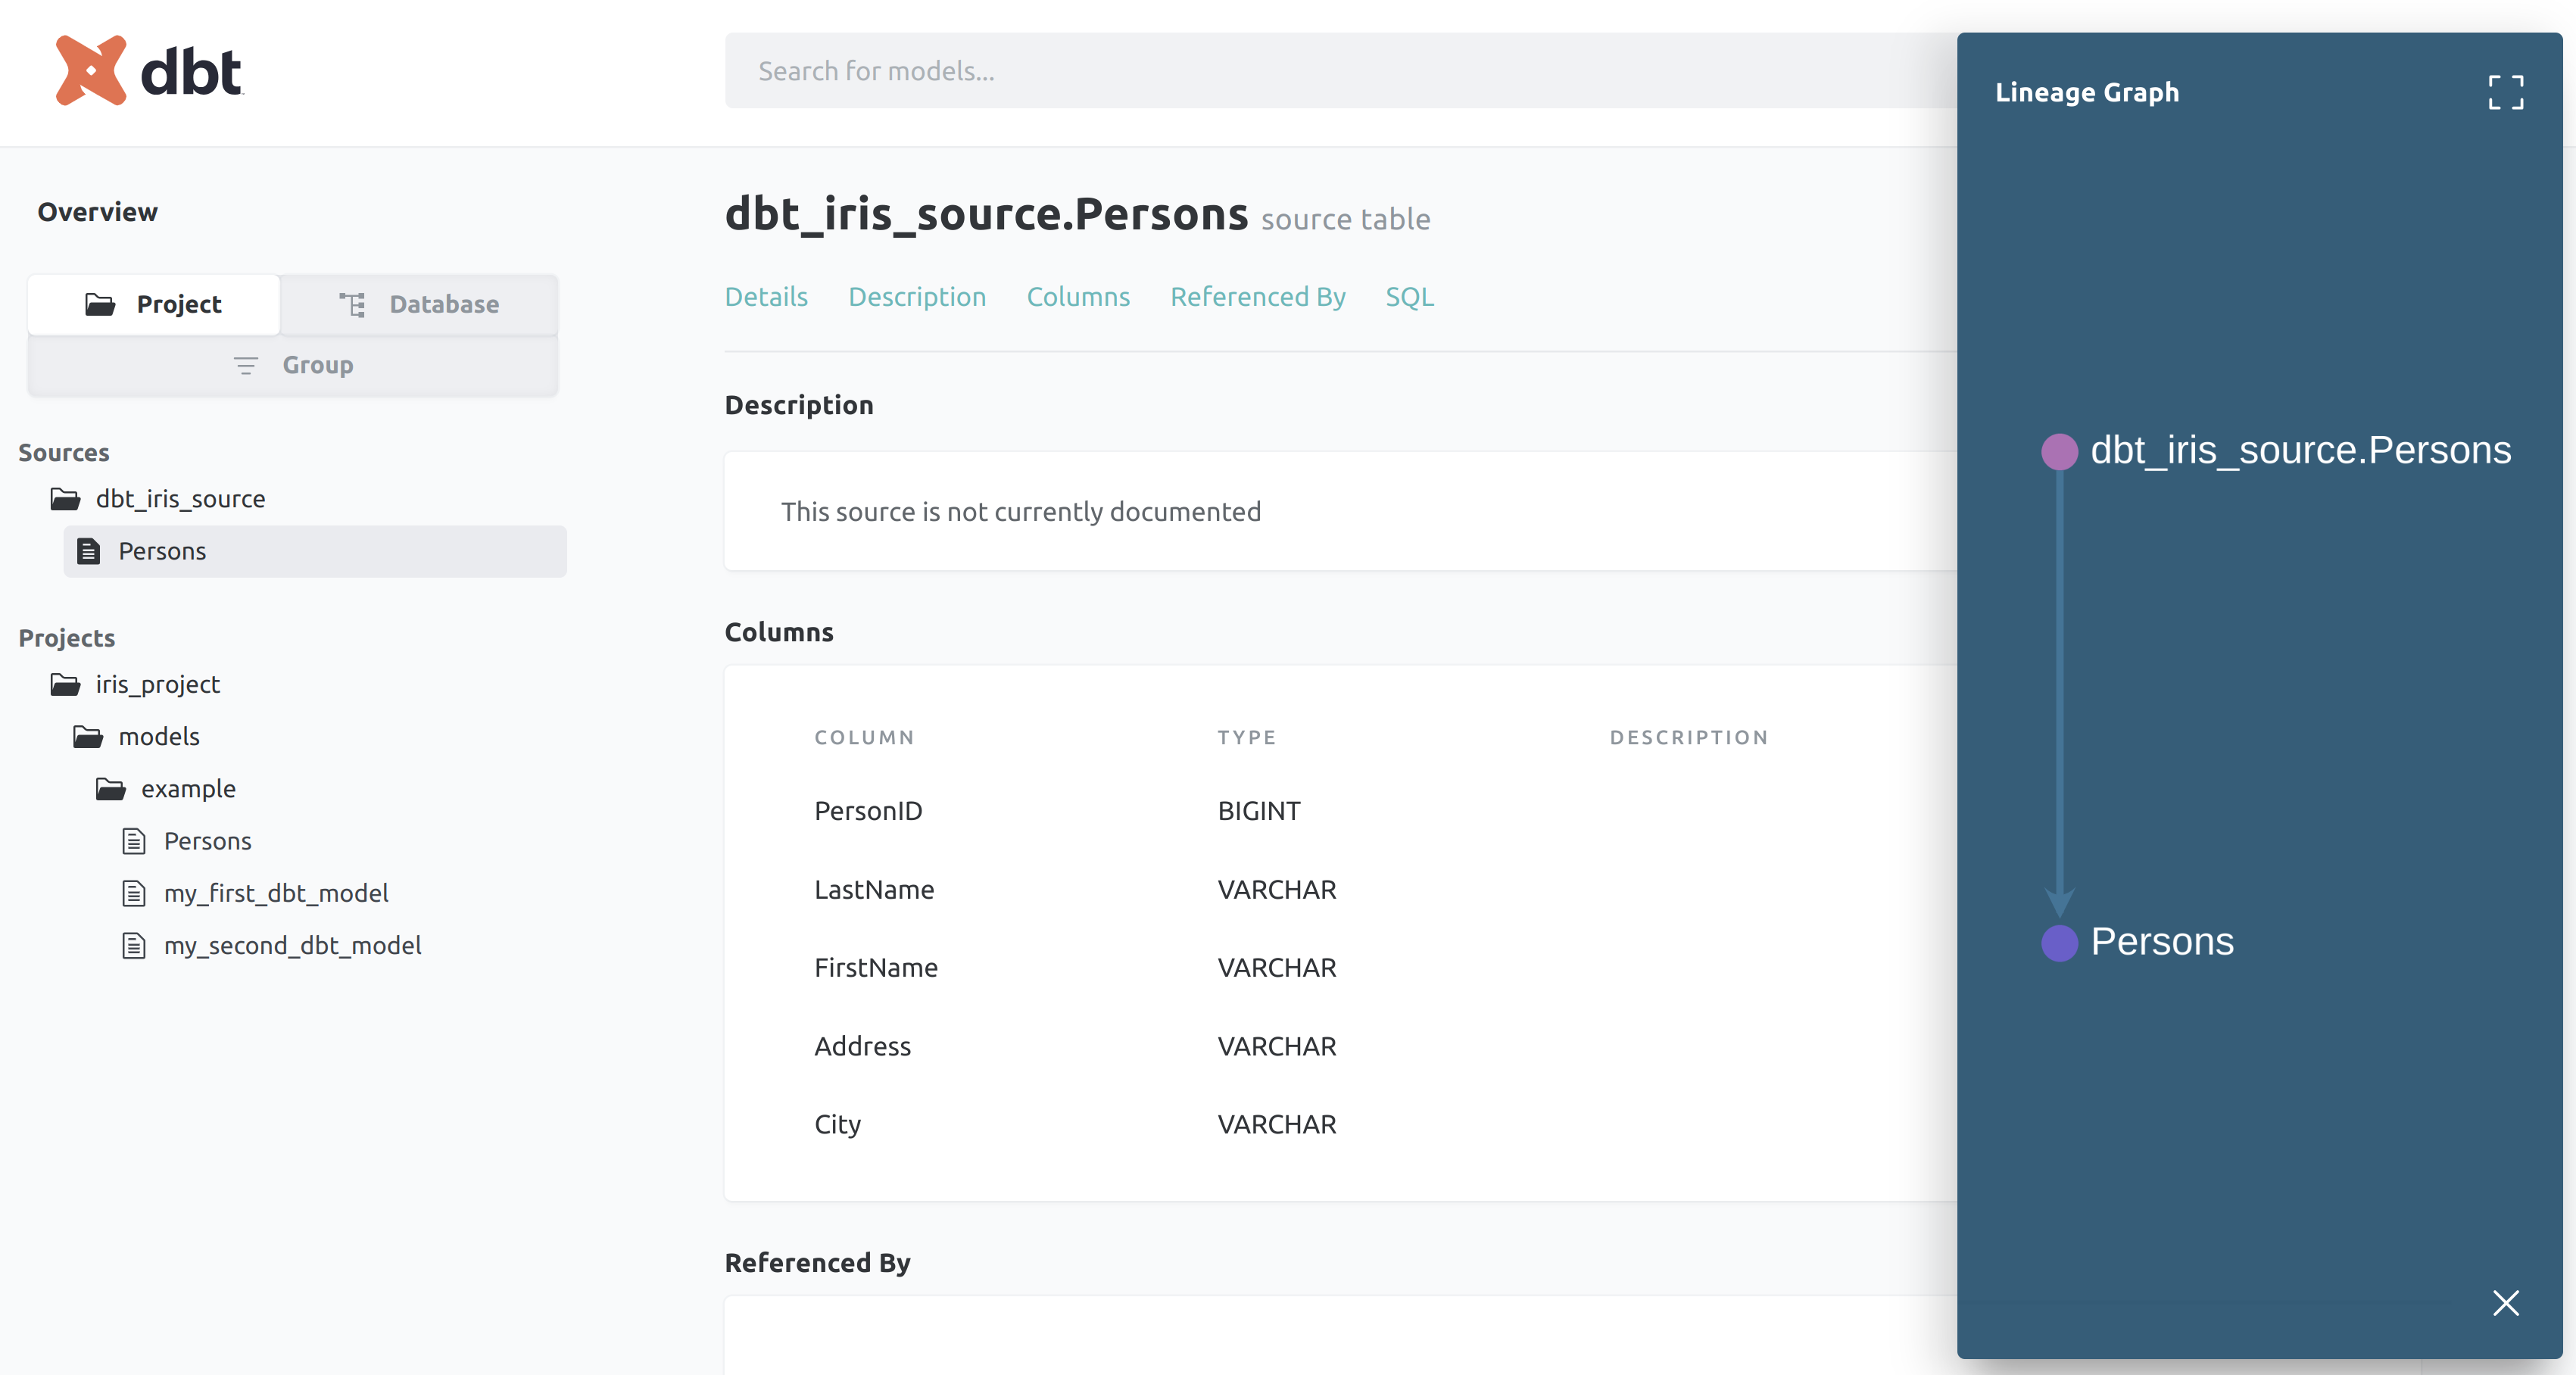 dbt
Search for models...
Overview
Project
Database
Group
Sources
dbt_iris_source
Persons
Projects
iris_project
models
example
Persons
my_first_dbt_model
my_second_dbt_model
dbt_iris_source.Persons source table
Details Description Columns Referenced By SQL
Description
This source is not currently documented
Columns
COLUMN TYPE DESCRIPTION
PersonID BIGINT
LastName VARCHAR
FirstName VARCHAR
Address VARCHAR
City VARCHAR
Referenced By
Lineage Graph
dbt_iris_source.Persons
Persons